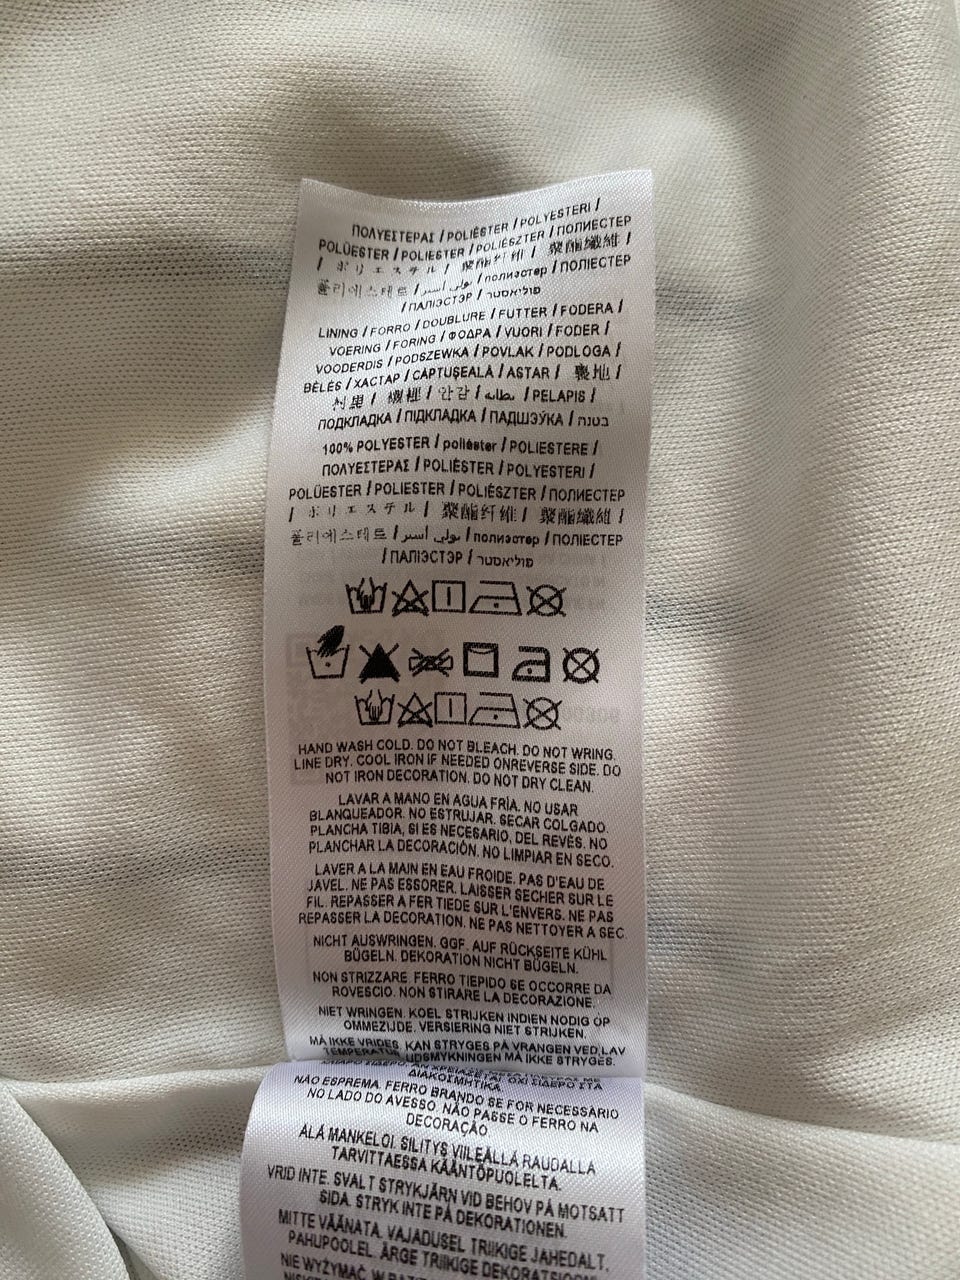 ΠΟΛΥΕΣΤΕΡΑΣ / POLIÉSTER / POLYESTERI /
POLÜESTER / POLIESTER / POLIÉSZTER / ПОЛИЕСТЕР
/ ポリエステル / 聚酯纤维 / 聚酯纖維 /
폴리에스테르 / بولي أستر / полиэстер / ПОЛІЕСТЕР
/ ПАЛІЭСТЭР / פוליאסטר
LINING / FORRO / DOUBLURE / FUTTER / FODERA /
VOERING / FORING / ΦΟΔΡΑ / VUORI / FODER /
VOODERDIS / PODSZEWKA / POVLAK / PODLOGA /
BÉLÉS / ХАСТАР / CĂPTUȘEALĂ / ASTAR / 裏地 /
衬里 / 襯裡 / 안감 / بطانة / PELAPIS /
ПОДКЛАДКА / ПІДКЛАДКА / ПАДШЭЎКА / בטנה
100% POLYESTER / poliéster / POLIESTERE /
ΠΟΛΥΕΣΤΕΡΑΣ / POLIÉSTER / POLYESTERI /
POLÜESTER / POLIESTER / POLIÉSZTER / ПОЛИЕСТЕР
/ ポリエステル / 聚酯纤维 / 聚酯纖維 /
폴리에스테르 / بولي أستر / полиэстер / ПОЛІЕСТЕР
/ ПАЛІЭСТЭР / פוליאסטר
HAND WASH COLD. DO NOT BLEACH. DO NOT WRING.
LINE DRY. COOL IRON IF NEEDED ONREVERSE SIDE. DO
NOT IRON DECORATION. DO NOT DRY CLEAN.
LAVAR A MANO EN AGUA FRÍA. NO USAR
BLANQUEADOR. NO ESTRUJAR. SECAR COLGADO.
PLANCHA TIBIA, SI ES NECESARIO, DEL REVÉS. NO
PLANCHAR LA DECORACIÓN. NO LIMPIAR EN SECO.
LAVER A LA MAIN EN EAU FROIDE. PAS D'EAU DE
JAVEL. NE PAS ESSORER. LAISSER SECHER SUR LE
FIL. REPASSER A FER TIEDE SUR L'ENVERS. NE PAS
REPASSER LA DECORATION. NE PAS NETTOYER A SEC.
NICHT AUSWRINGEN. GGF. AUF RÜCKSEITE KÜHL
BÜGELN. DEKORATION NICHT BÜGELN.
NON STRIZZARE. FERRO TIEPIDO SE OCCORRE DA
ROVESCIO. NON STIRARE LA DECORAZIONE.
NIET WRINGEN. KOEL STRIJKEN INDIEN NODIG OP
OMMEZIJDE. VERSIERING NIET STRIJKEN.
MÅ IKKE VRIDES. KAN STRYGES PÅ VRANGEN VED LAV
TEMPERATUR. UDSMYKNINGEN MÅ IKKE STRYGES.
ΔΙΑΚΟΣΜΗΤΙΚΑ.
NÃO ESPREMA. FERRO BRANDO SE FOR NECESSÁRIO
NO LADO DO AVESSO. NÃO PASSE O FERRO NA
DECORAÇÃO.
ÄLÄ MANKELOI. SILITYS VIILEÄLLÄ RAUDALLA
TARVITTAESSA KÄÄNTÖPUOLELTA.
VRID INTE. SVALT STRYKJÄRN VID BEHOV PÅ MOTSATT
SIDA. STRYK INTE PÅ DEKORATIONEN.
MITTE VÄÄNATA. VAJADUSEL TRIIKIGE JAHEDALT,
PAHUPOOLEL. ÄRGE TRIIKIGE DEKORATSIOONI
NIE WYŻYMAĆ. W